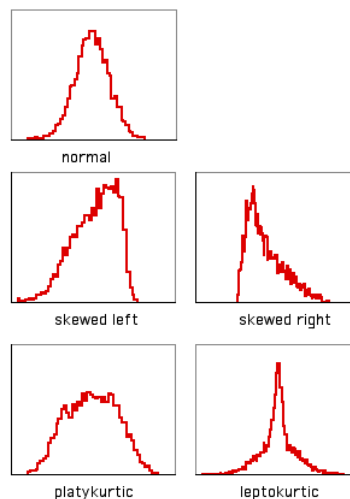 normal
skewed left
skewed right
platykurtic
leptokurtic